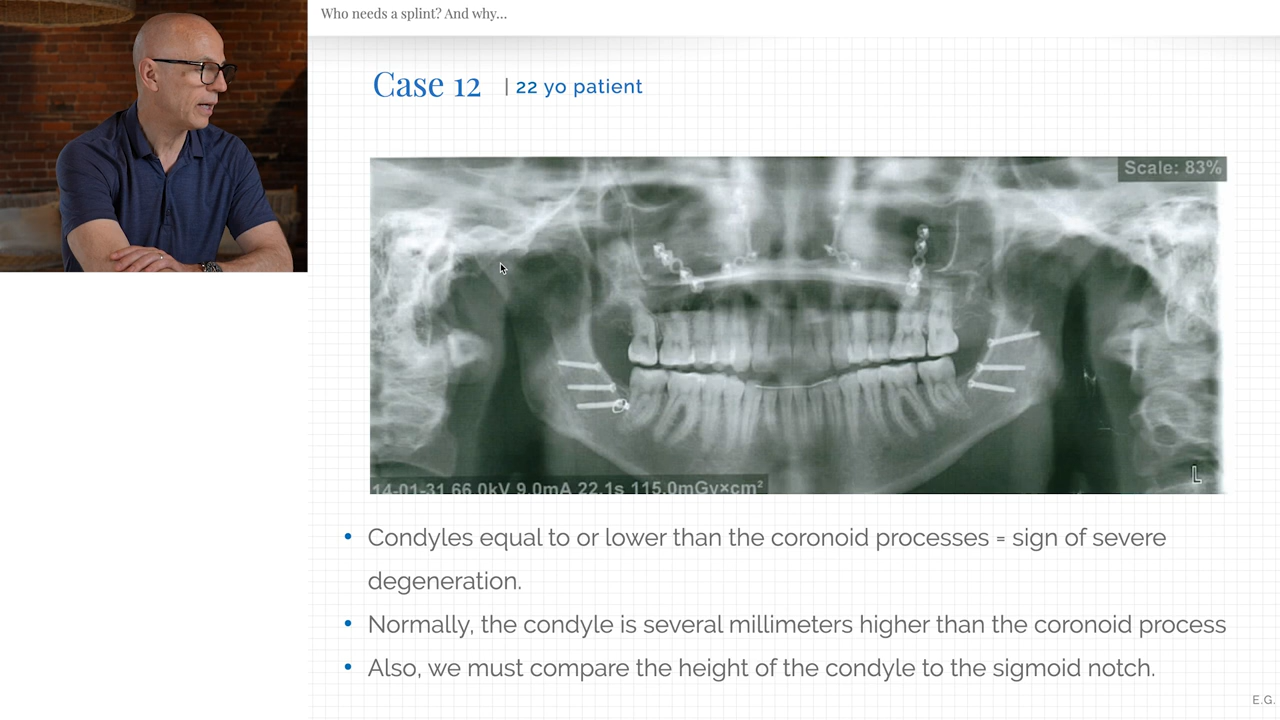 Who needs a splint? And why...
Case 12 | 22 yo patient
Scale: 83%
L
14-01-31 66.0kV 9.0mA 22.1s 115.0mGy×cm²
• Condyles equal to or lower than the coronoid processes = sign of severe
degeneration.
• Normally, the condyle is several millimeters higher than the coronoid process
• Also, we must compare the height of the condyle to the sigmoid notch.
E.G.